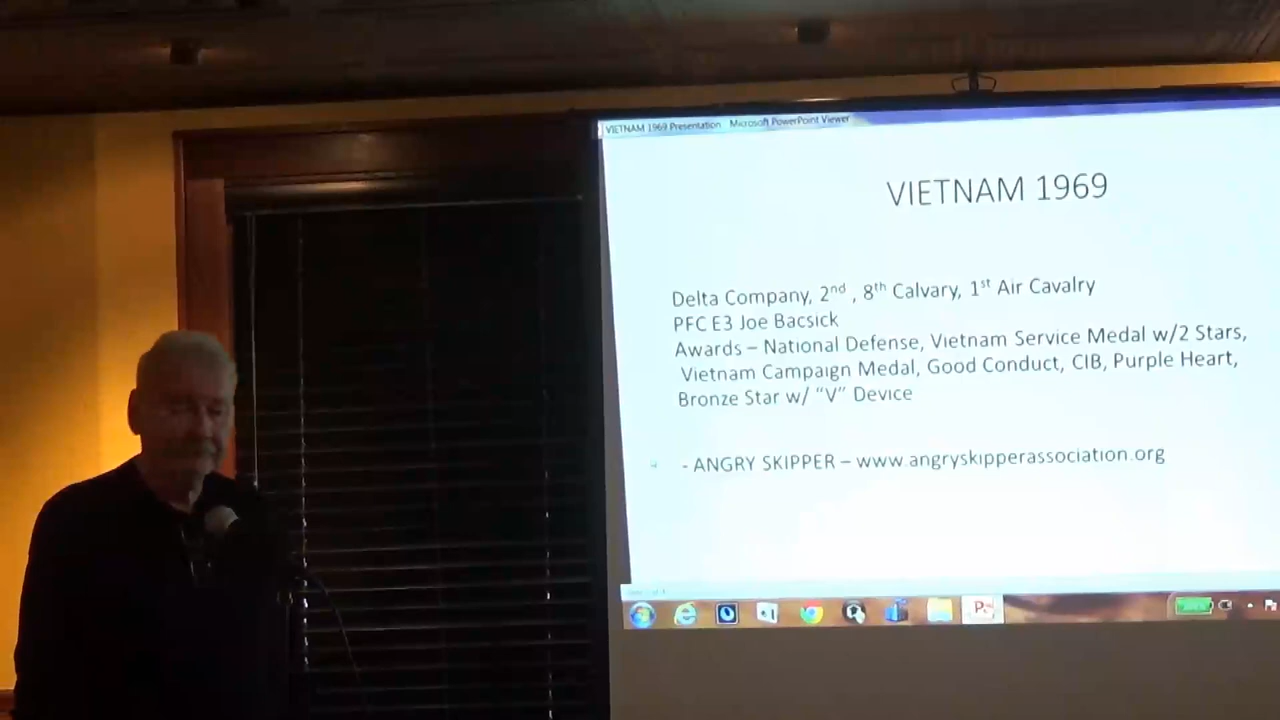 VIETNAM 1969 Presentation Microsoft PowerPoint Viewer
VIETNAM 1969
Delta Company, 2nd , 8th Calvary, 1st Air Cavalry
PFC E3 Joe Bacsick
Awards – National Defense, Vietnam Service Medal w/2 Stars,
Vietnam Campaign Medal, Good Conduct, CIB, Purple Heart,
Bronze Star w/ “V” Device
- ANGRY SKIPPER – www.angryskipperassociation.org